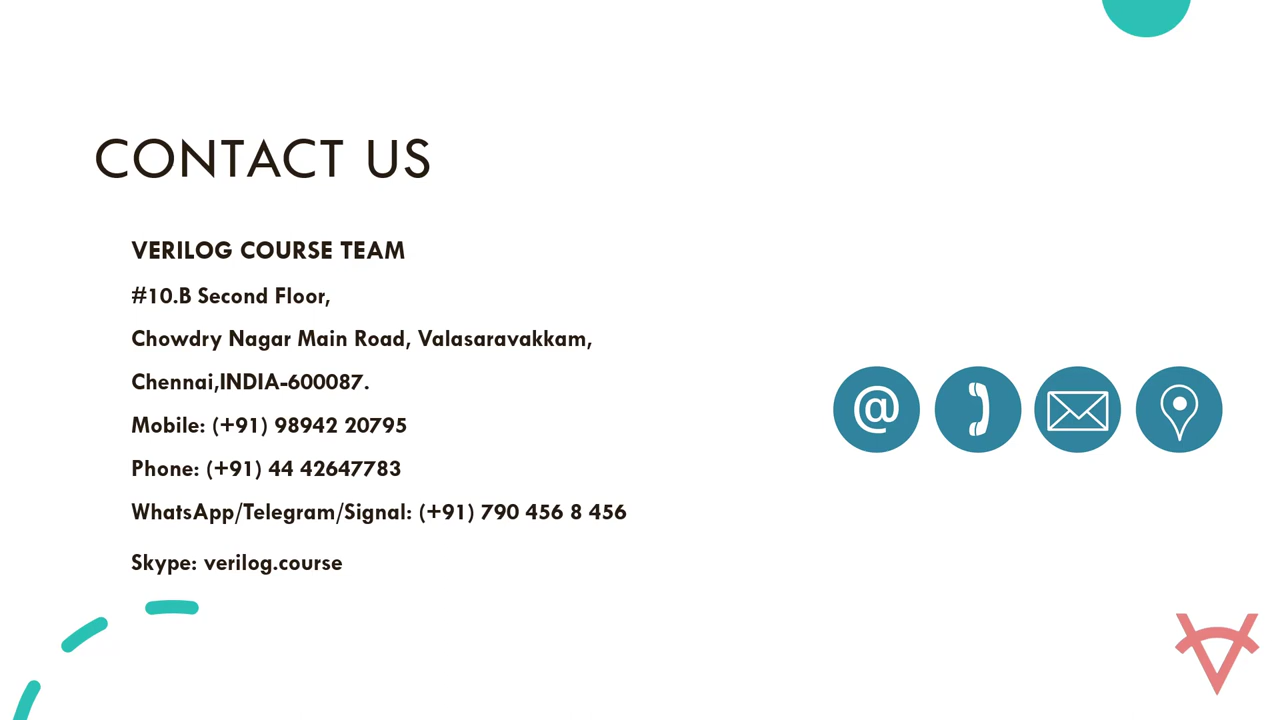 CONTACT US
VERILOG COURSE TEAM
#10.B Second Floor,
Chowdry Nagar Main Road, Valasaravakkam,
Chennai,INDIA-600087.
Mobile: (+91) 98942 20795
Phone: (+91) 44 42647783
WhatsApp/Telegram/Signal: (+91) 790 456 8 456
Skype: verilog.course